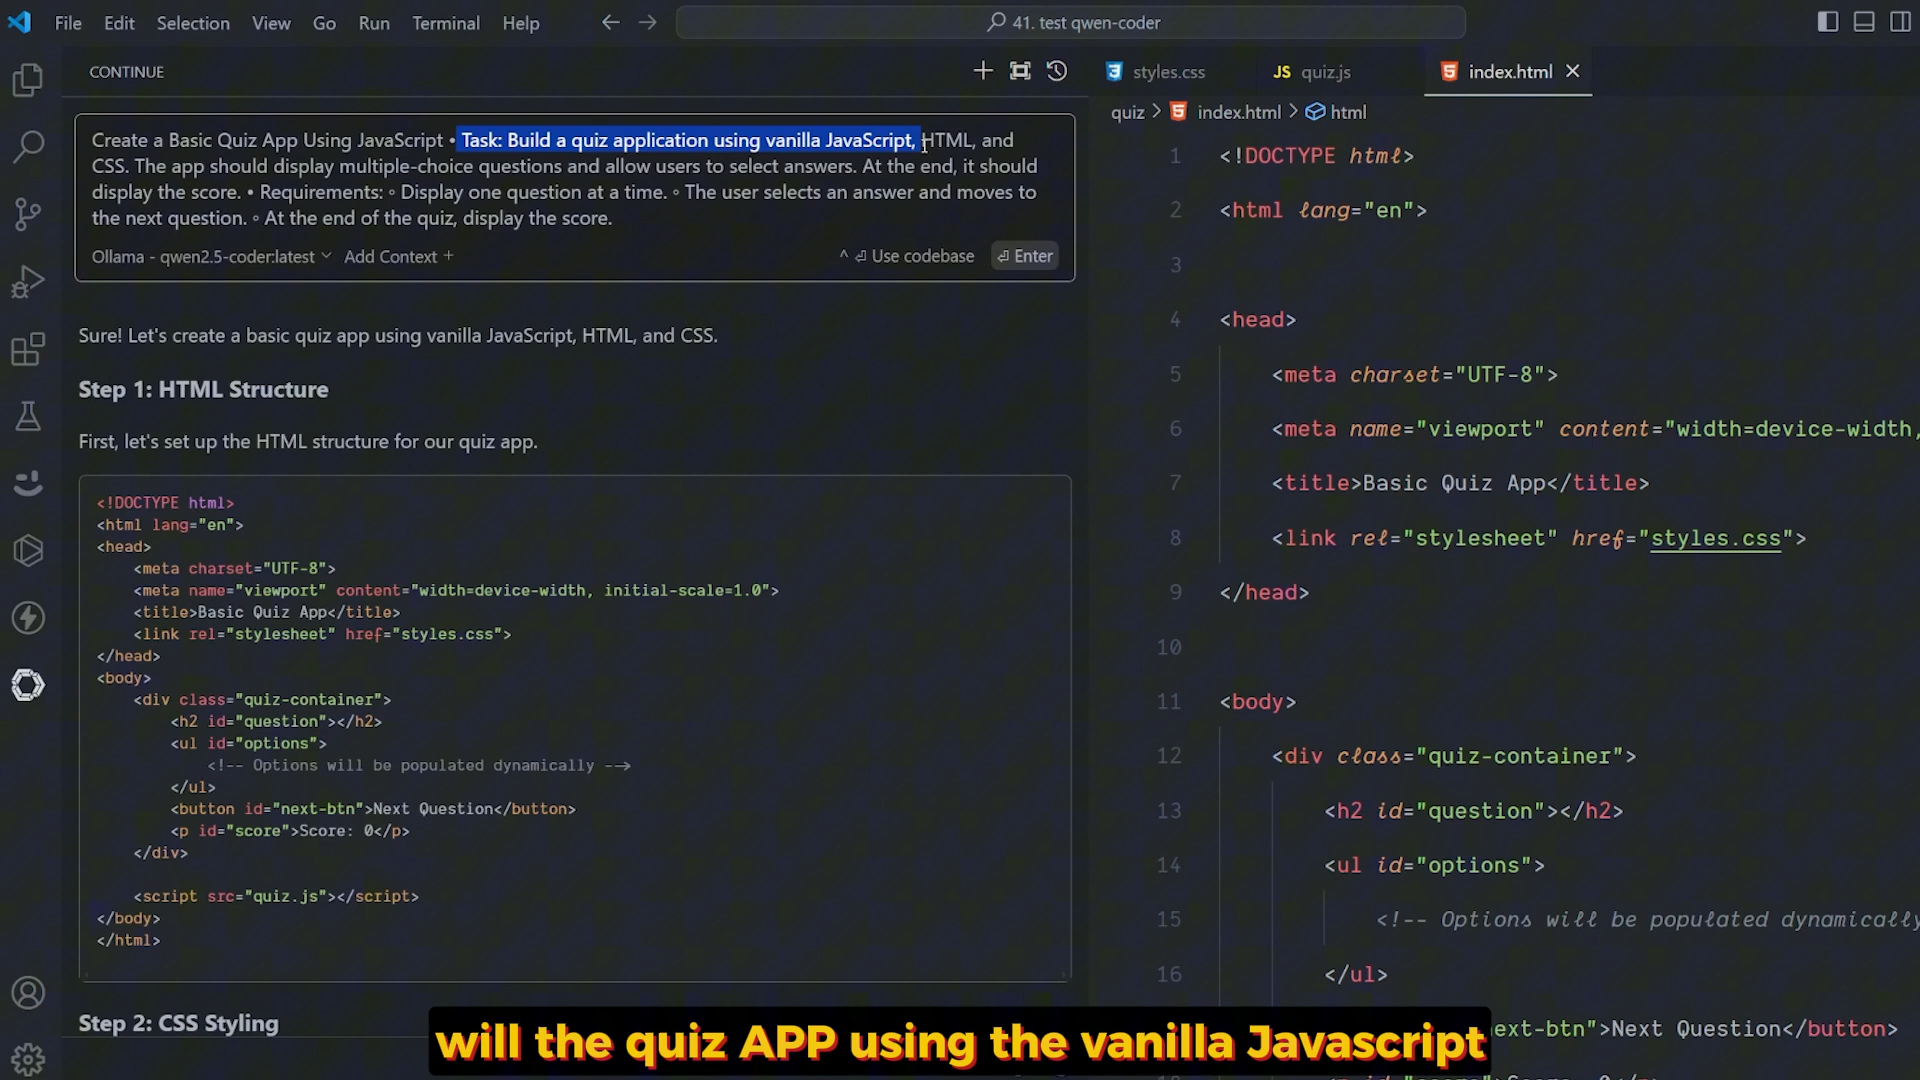 File Edit Selection View Go Run Terminal Help
41. test qwen-coder
CONTINUE
Create a Basic Quiz App Using JavaScript • Task: Build a quiz application using vanilla JavaScript, HTML, and
CSS. The app should display multiple-choice questions and allow users to select answers. At the end, it should
display the score. • Requirements: ◦ Display one question at a time. ◦ The user selects an answer and moves to
the next question. ◦ At the end of the quiz, display the score.
Ollama - qwen2.5-coder:latest Add Context + ^ ⏎ Use codebase ⏎ Enter
Sure! Let's create a basic quiz app using vanilla JavaScript, HTML, and CSS.
Step 1: HTML Structure
First, let's set up the HTML structure for our quiz app.
<!DOCTYPE html>
<html lang="en">
<head>
<meta charset="UTF-8">
<meta name="viewport" content="width=device-width, initial-scale=1.0">
<title>Basic Quiz App</title>
<link rel="stylesheet" href="styles.css">
</head>
<body>
<div class="quiz-container">
<h2 id="question"></h2>
<ul id="options">
<!-- Options will be populated dynamically -->
</ul>
<button id="next-btn">Next Question</button>
<p id="score">Score: 0</p>
</div>
<script src="quiz.js"></script>
</body>
</html>
Step 2: CSS Styling
styles.css JS quiz.js index.html
quiz > index.html > html
1 <!DOCTYPE html>
2 <html lang="en">
3
4 <head>
5 <meta charset="UTF-8">
6 <meta name="viewport" content="width=device-width,
7 <title>Basic Quiz App</title>
8 <link rel="stylesheet" href="styles.css">
9 </head>
10
11 <body>
12 <div class="quiz-container">
13 <h2 id="question"></h2>
14 <ul id="options">
15 <!-- Options will be populated dynamically
16 </ul>
ext-btn">Next Question</button>
will the quiz APP using the vanilla Javascript